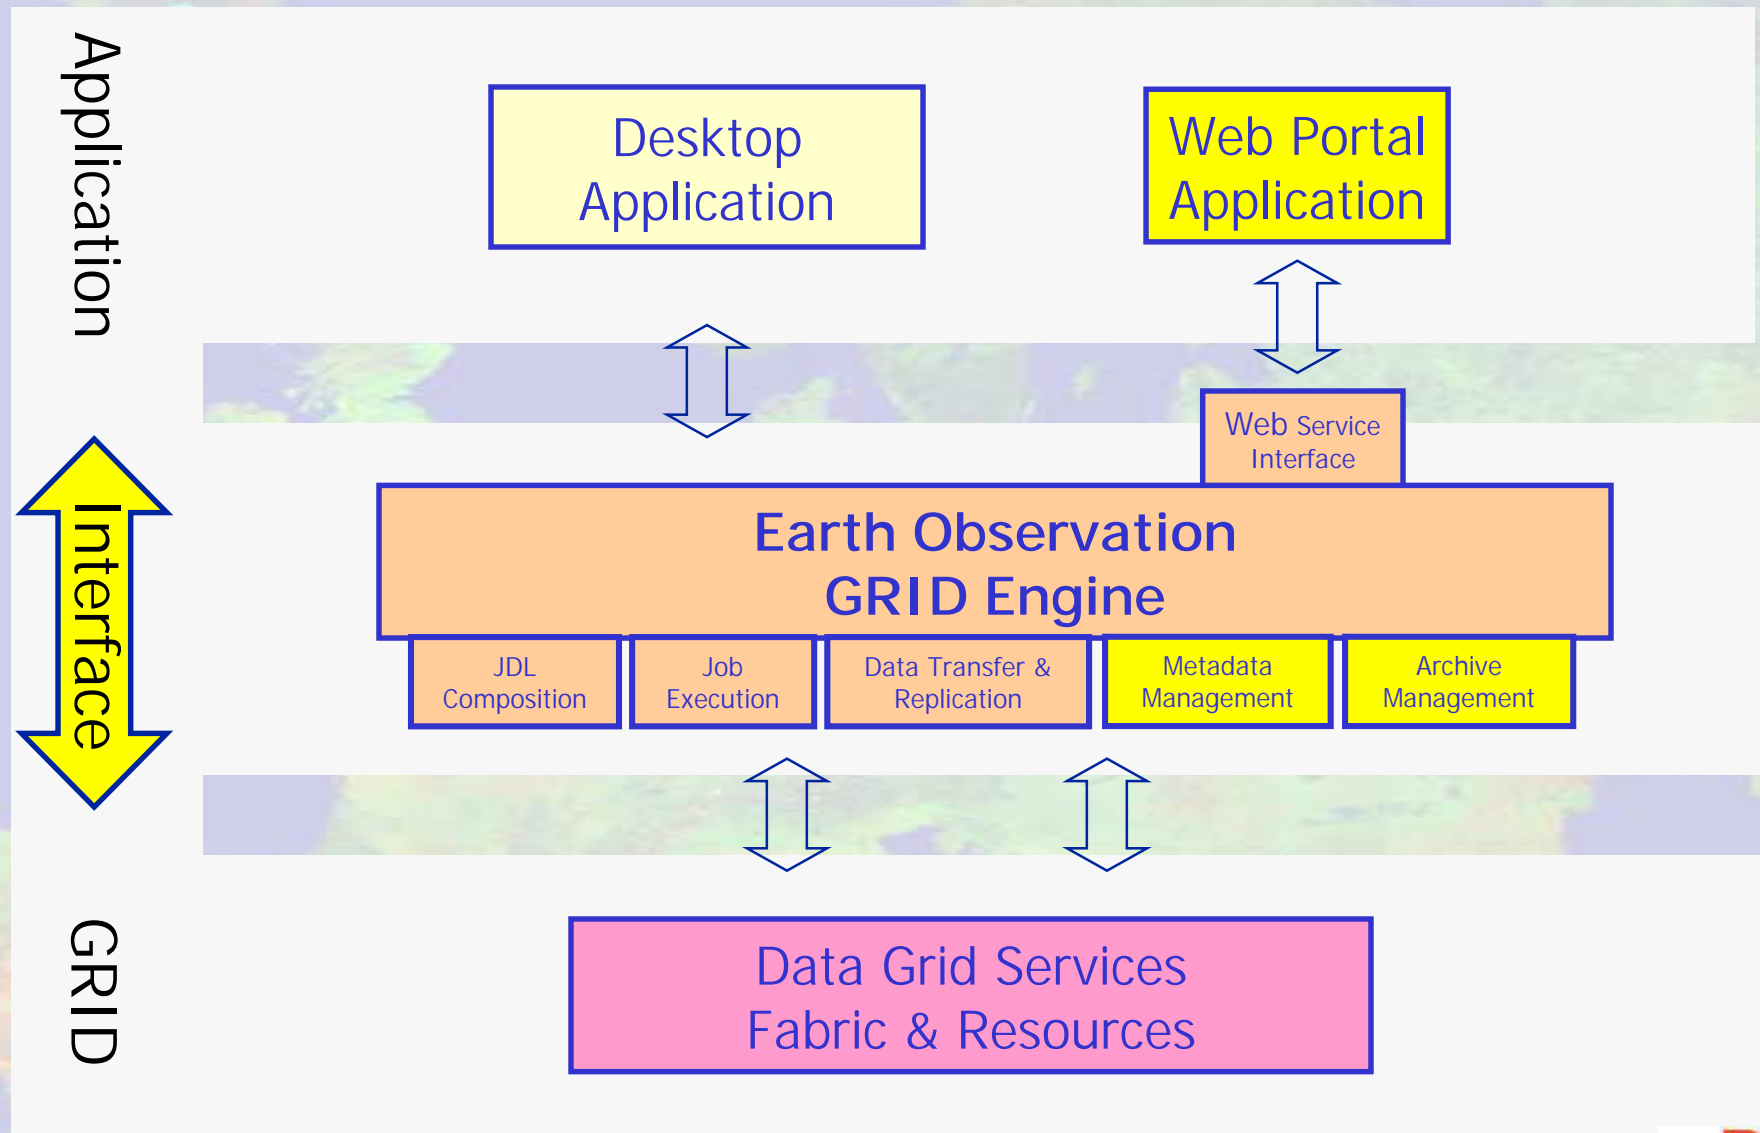 Application
Desktop
Application
Web Portal
Application
Web Service
Interface
Interface
Earth Observation
GRID Engine
JDL
Composition
Job
Execution
Data Transfer &
Replication
Metadata
Management
Archive
Management
GRID
Data Grid Services
Fabric & Resources